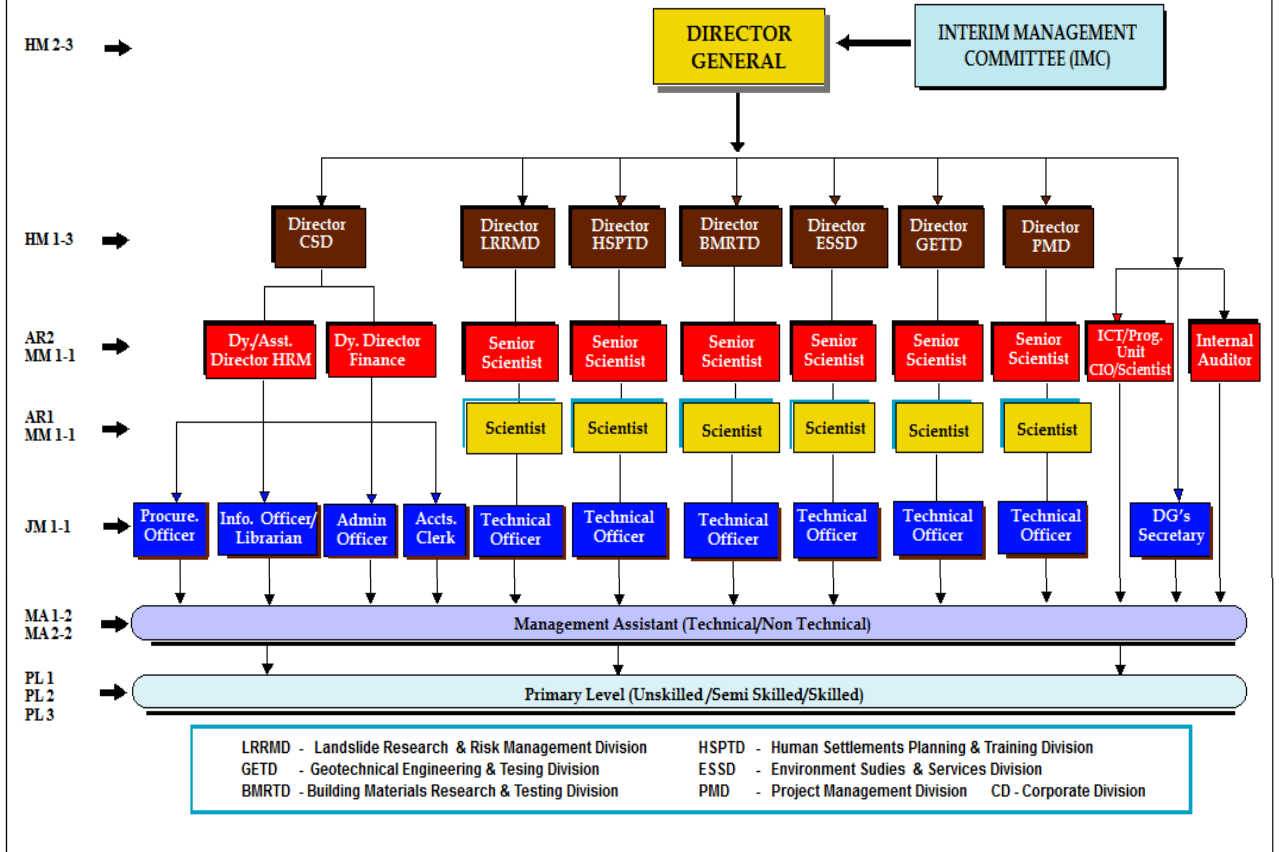 HM 2-3
DIRECTOR
GENERAL
INTERIM MANAGEMENT
COMMITTEE (IMC)
HM 1-3
Director
CSD
Director
LRRMD
Director
HSPTD
Director
BMRTD
Director
ESSD
Director
GETD
Director
PMD
AR2
MM 1-1
Dy./Asst.
Director HRM
Dy. Director
Finance
Senior
Scientist
Senior
Scientist
Senior
Scientist
Senior
Scientist
Senior
Scientist
Senior
Scientist
ICT/Prog.
Unit
CIO/Scientist
Internal
Auditor
AR1
MM 1-1
Scientist
Scientist
Scientist
Scientist
Scientist
Scientist
JM 1-1
Procure.
Officer
Info. Officer/
Librarian
Admin
Officer
Accts.
Clerk
Technical
Officer
Technical
Officer
Technical
Officer
Technical
Officer
Technical
Officer
Technical
Officer
DG's
Secretary
MA 1-2
MA 2-2
Management Assistant (Technical/Non Technical)
PL 1
PL 2
PL 3
Primary Level (Unskilled /Semi Skilled/Skilled)
LRRMD - Landslide Research & Risk Management Division
HSPTD - Human Settlements Planning & Training Division
GETD - Geotechnical Engineering & Tesing Division
ESSD - Environment Sudies & Services Division
BMRTD - Building Materials Research & Testing Division
PMD - Project Management Division CD - Corporate Division